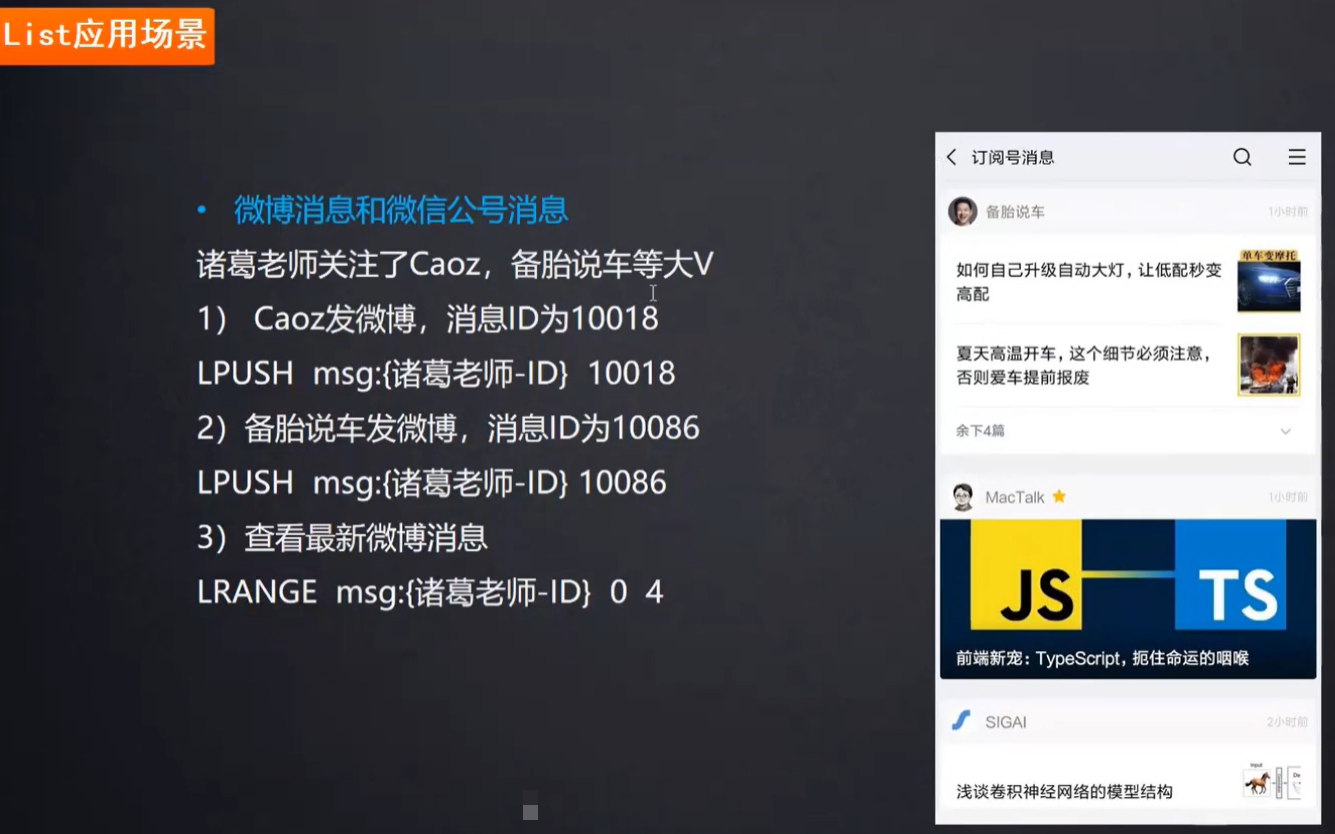 List应用场景
• 微博消息和微信公号消息
诸葛老师关注了Caoz，备胎说车等大V
1） Caoz发微博，消息ID为10018
LPUSH msg:{诸葛老师-ID} 10018
2）备胎说车发微博，消息ID为10086
LPUSH msg:{诸葛老师-ID} 10086
3）查看最新微博消息
LRANGE msg:{诸葛老师-ID} 0 4
订阅号消息
备胎说车 1小时前
单车变摩托
如何自己升级自动大灯，让低配秒变
高配
夏天高温开车，这个细节必须注意，
否则爱车提前报废
余下4篇
MacTalk 1小时前
JS TS
前端新宠：TypeScript，扼住命运的咽喉
SIGAI 2小时前
Input
De
浅谈卷积神经网络的模型结构